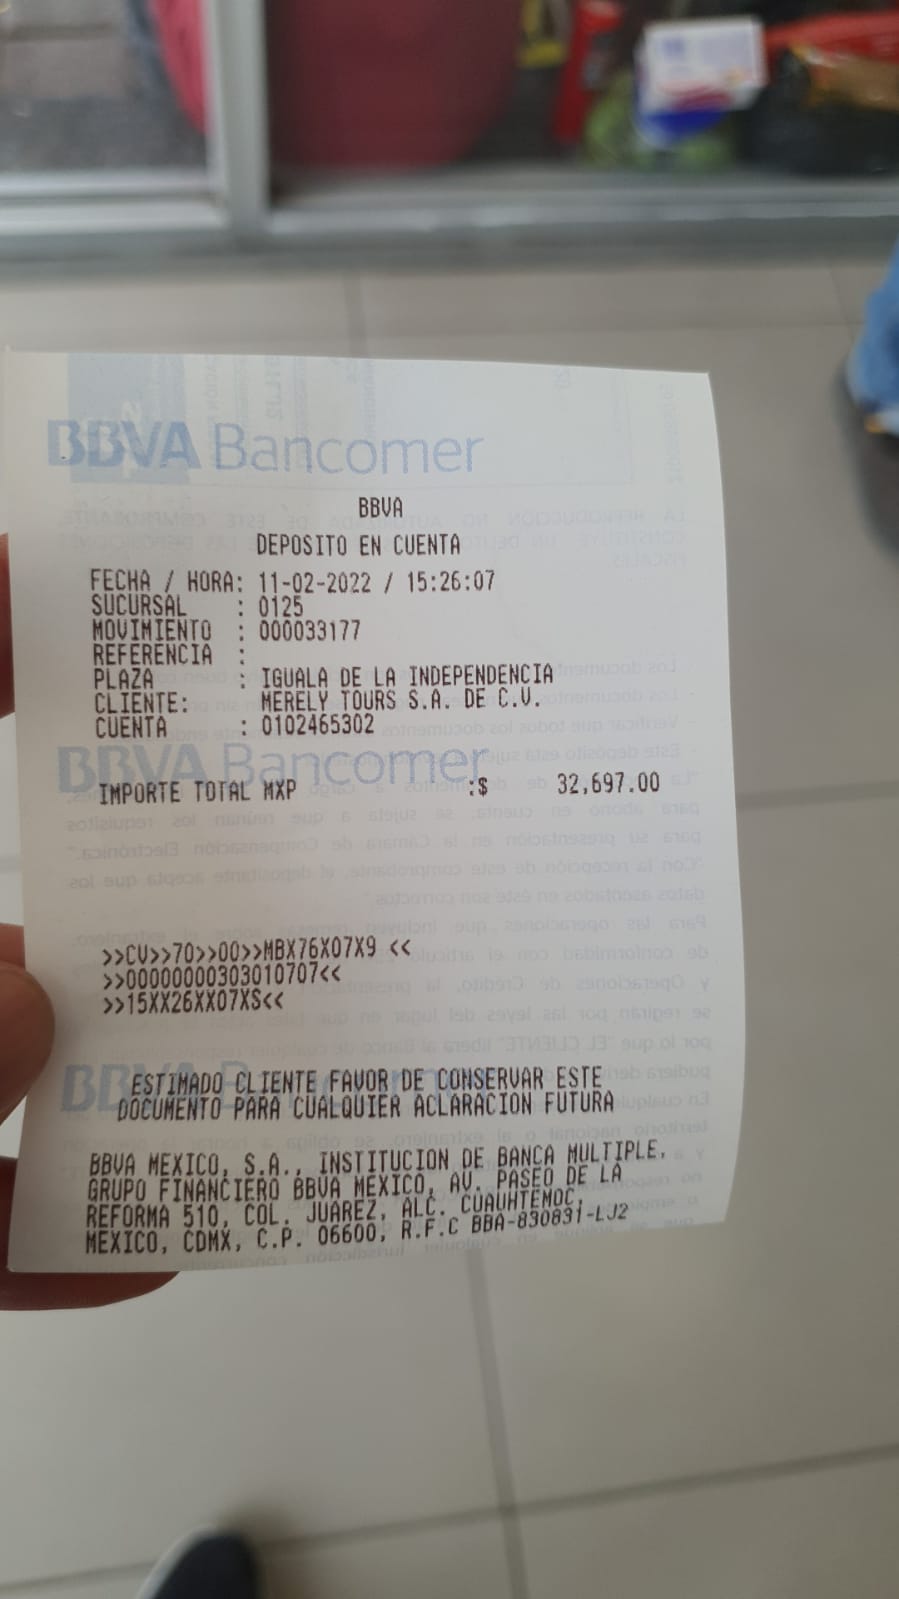 BBVA Bancomer
BBVA
DEPOSITO EN CUENTA
FECHA / HORA: 11-02-2022 / 15:26:07
SUCURSAL : 0125
MOVIMIENTO : 000033177
REFERENCIA :
PLAZA : IGUALA DE LA INDEPENDENCIA
CLIENTE: MERELY TOURS S.A. DE C.V.
CUENTA : 0102465302
BBVA Bancomer
IMPORTE TOTAL MXP :$ 32,697.00
>>CV>>70>>00>>MBX76X07X9 <<
>>00000000303010707<<
>>15XX26XX07XS<<
ESTIMADO CLIENTE FAVOR DE CONSERVAR ESTE
DOCUMENTO PARA CUALQUIER ACLARACION FUTURA
BBVA MEXICO, S.A., INSTITUCION DE BANCA MULTIPLE,
GRUPO FINANCIERO BBVA MEXICO, AV. PASEO DE LA
REFORMA 510, COL. JUAREZ, ALC. CUAUHTEMOC,
MEXICO, CDMX, C.P. 06600, R.F.C BBA-830831-LJ2